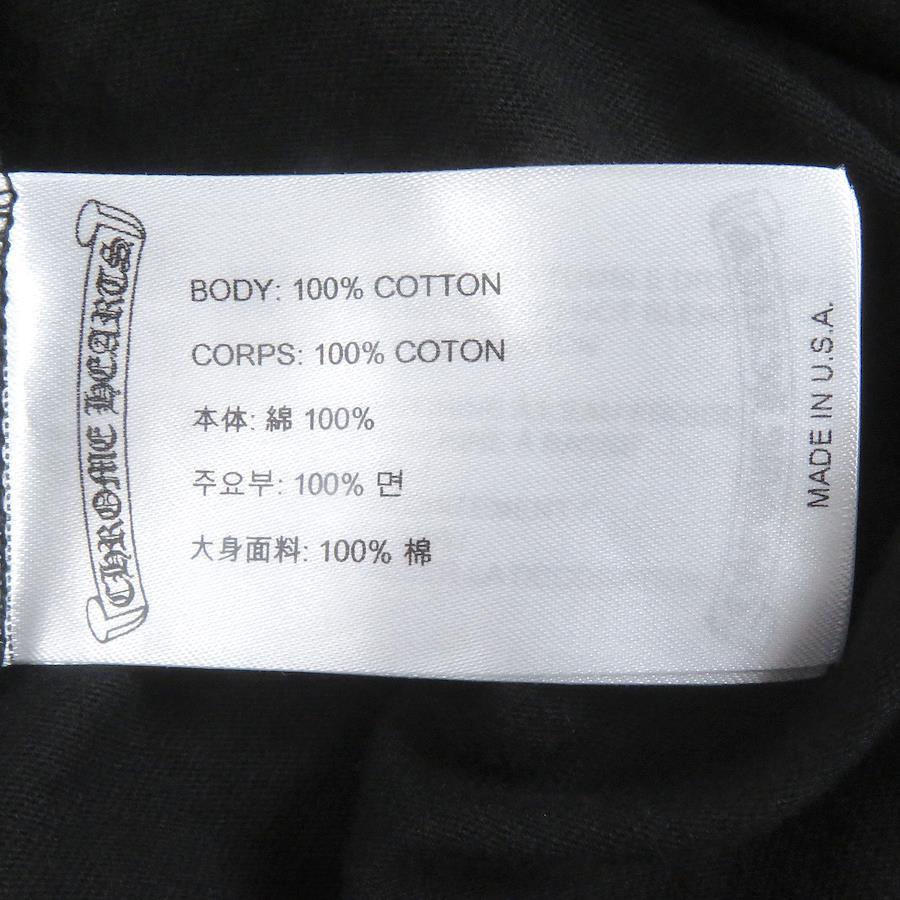 CHROME HEARTS
BODY: 100% COTTON
CORPS: 100% COTON
本体: 綿 100%
주요부: 100% 면
大身面料: 100% 棉
MADE IN U.S.A.